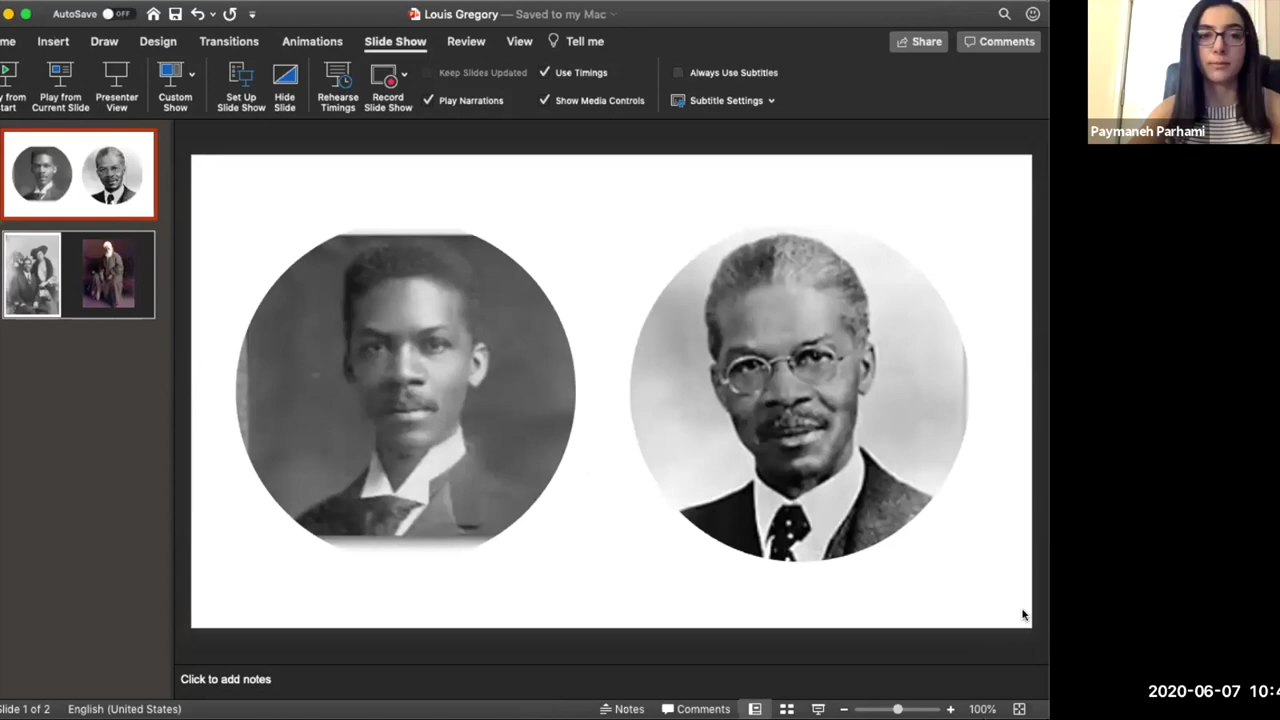 AutoSave OFF
Louis Gregory — Saved to my Mac
me Insert Draw Design Transitions Animations Slide Show Review View Tell me
Share Comments
y from
Start
Play from
Current Slide
Presenter
View
Custom
Show
Set Up
Slide Show
Hide
Slide
Rehearse
Timings
Record
Slide Show
Keep Slides Updated
Play Narrations
Use Timings
Show Media Controls
Always Use Subtitles
Subtitle Settings
Paymaneh Parhami
Click to add notes
Slide 1 of 2 English (United States)
Notes Comments 100%
2020-06-07 10:4